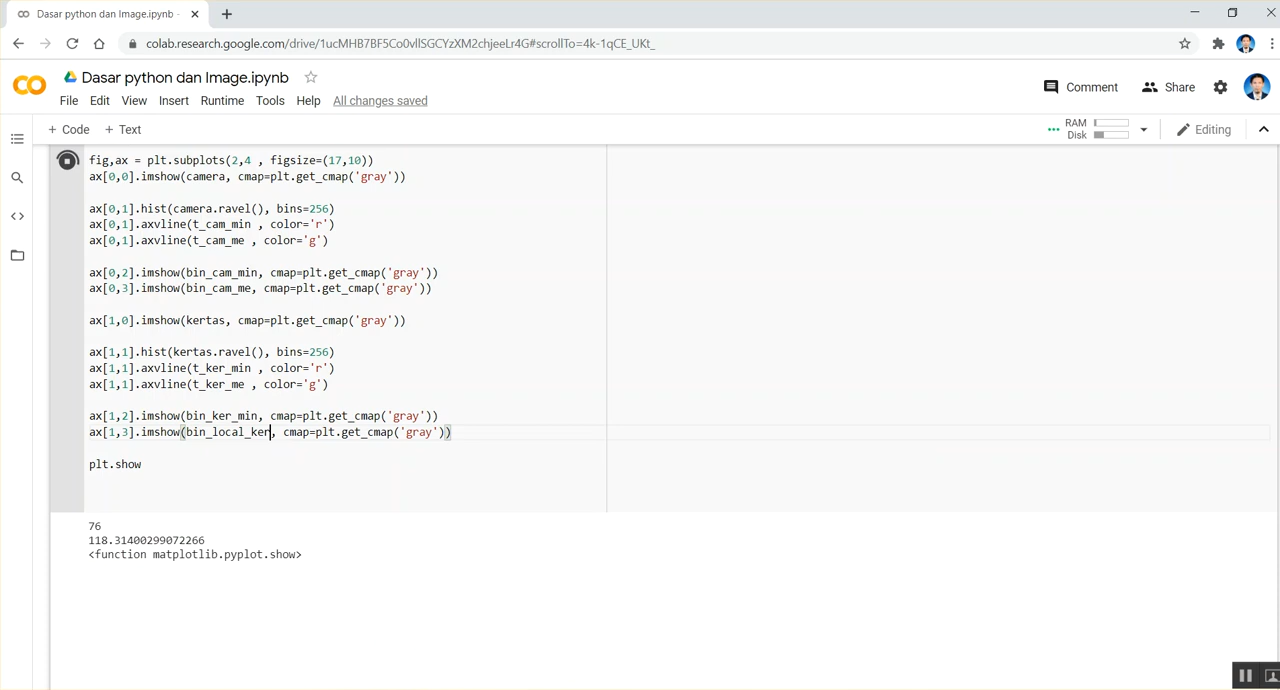 Dasar python dan Image.ipynb -
colab.research.google.com/drive/1ucMHB7BF5Co0vllSGCYzXM2chjeeLr4G#scrollTo=4k-1qCE_UKt_
Dasar python dan Image.ipynb
Comment
Share
File Edit View Insert Runtime Tools Help All changes saved
+ Code + Text
RAM
Disk
Editing
fig,ax = plt.subplots(2,4 , figsize=(17,10))
ax[0,0].imshow(camera, cmap=plt.get_cmap('gray'))
ax[0,1].hist(camera.ravel(), bins=256)
ax[0,1].axvline(t_cam_min , color='r')
ax[0,1].axvline(t_cam_me , color='g')
ax[0,2].imshow(bin_cam_min, cmap=plt.get_cmap('gray'))
ax[0,3].imshow(bin_cam_me, cmap=plt.get_cmap('gray'))
ax[1,0].imshow(kertas, cmap=plt.get_cmap('gray'))
ax[1,1].hist(kertas.ravel(), bins=256)
ax[1,1].axvline(t_ker_min , color='r')
ax[1,1].axvline(t_ker_me , color='g')
ax[1,2].imshow(bin_ker_min, cmap=plt.get_cmap('gray'))
ax[1,3].imshow(bin_local_ker, cmap=plt.get_cmap('gray'))
plt.show
76
118.31400299072266
<function matplotlib.pyplot.show>